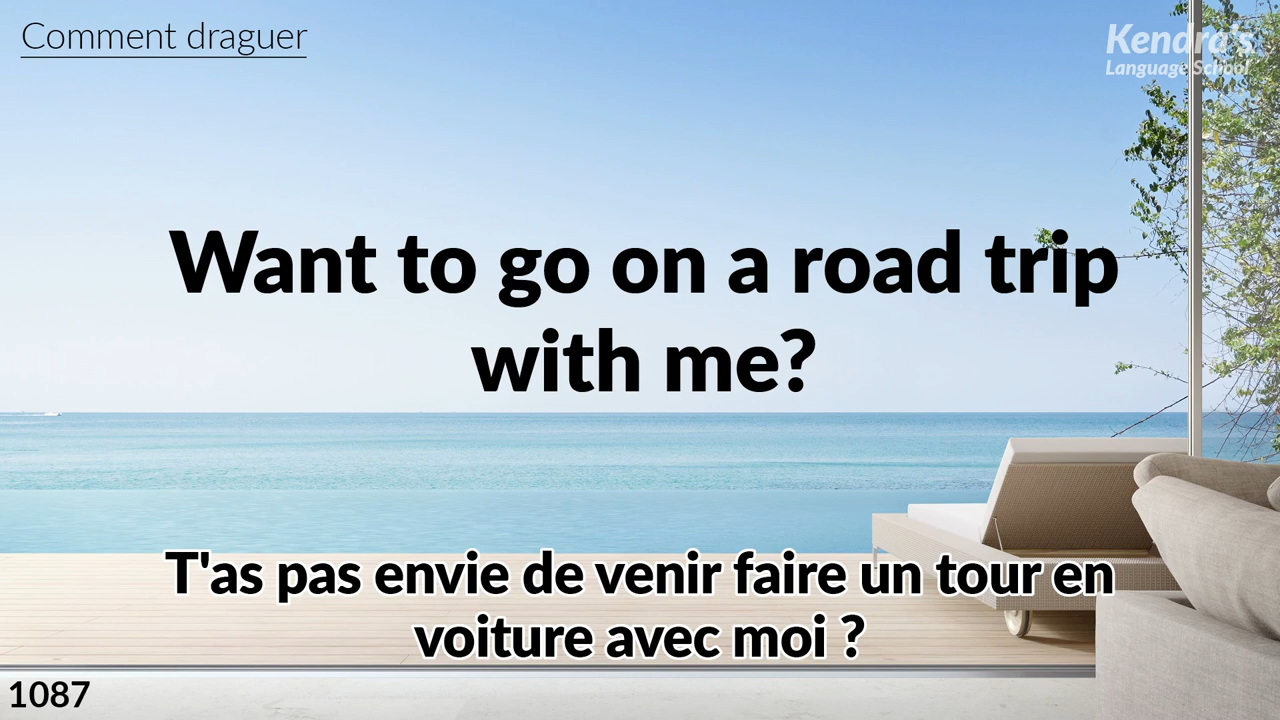 Comment draguer
Kendra's
Language School
Want to go on a road trip
with me?
T'as pas envie de venir faire un tour en
voiture avec moi ?
1087